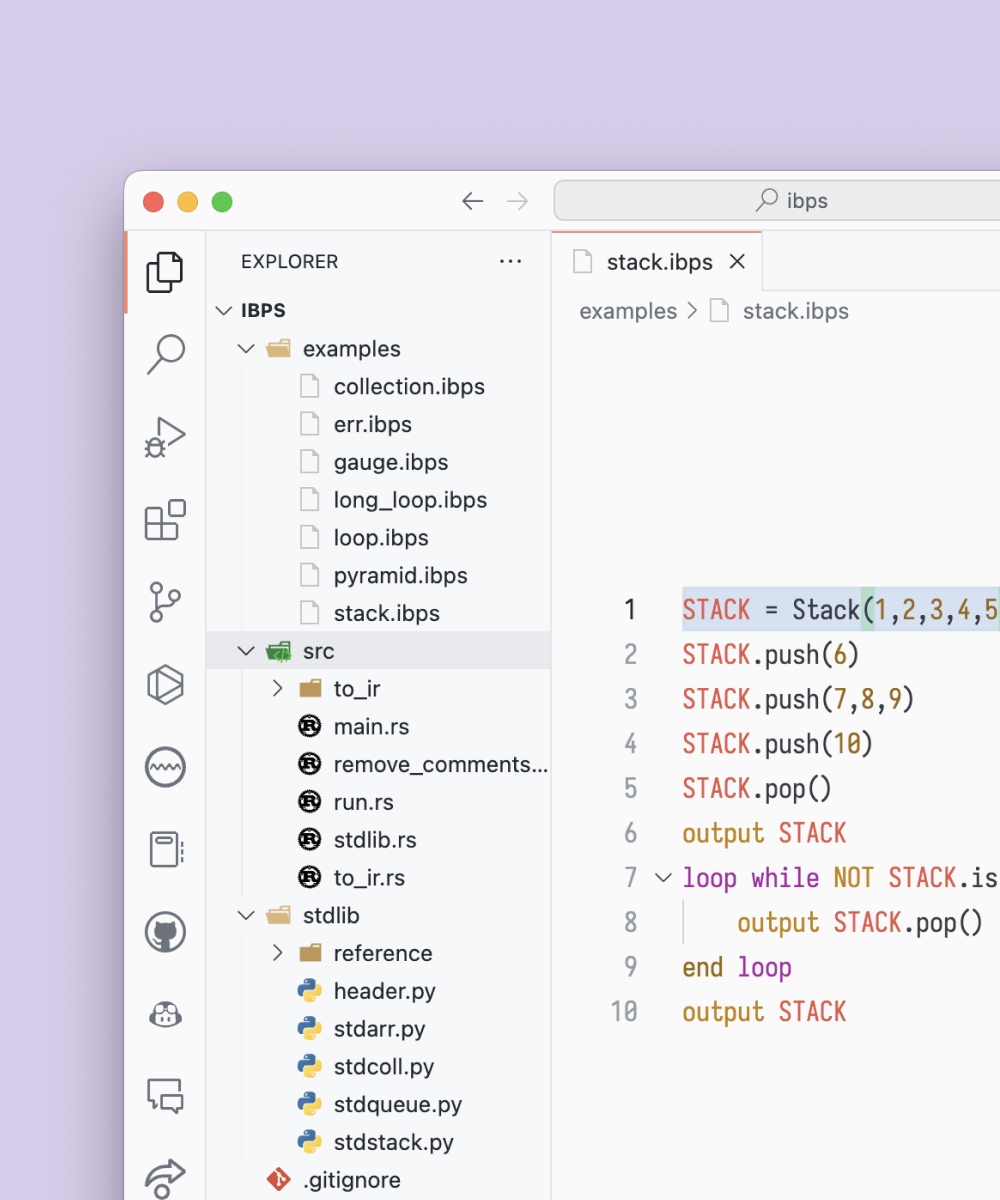 ibps
EXPLORER
IBPS
examples
collection.ibps
err.ibps
gauge.ibps
long_loop.ibps
loop.ibps
pyramid.ibps
stack.ibps
src
to_ir
main.rs
remove_comments...
run.rs
stdlib.rs
to_ir.rs
stdlib
reference
header.py
stdarr.py
stdcoll.py
stdqueue.py
stdstack.py
.gitignore
stack.ibps
examples > stack.ibps
1 STACK = Stack(1,2,3,4,5
2 STACK.push(6)
3 STACK.push(7,8,9)
4 STACK.push(10)
5 STACK.pop()
6 output STACK
7 loop while NOT STACK.is
8 output STACK.pop()
9 end loop
10 output STACK